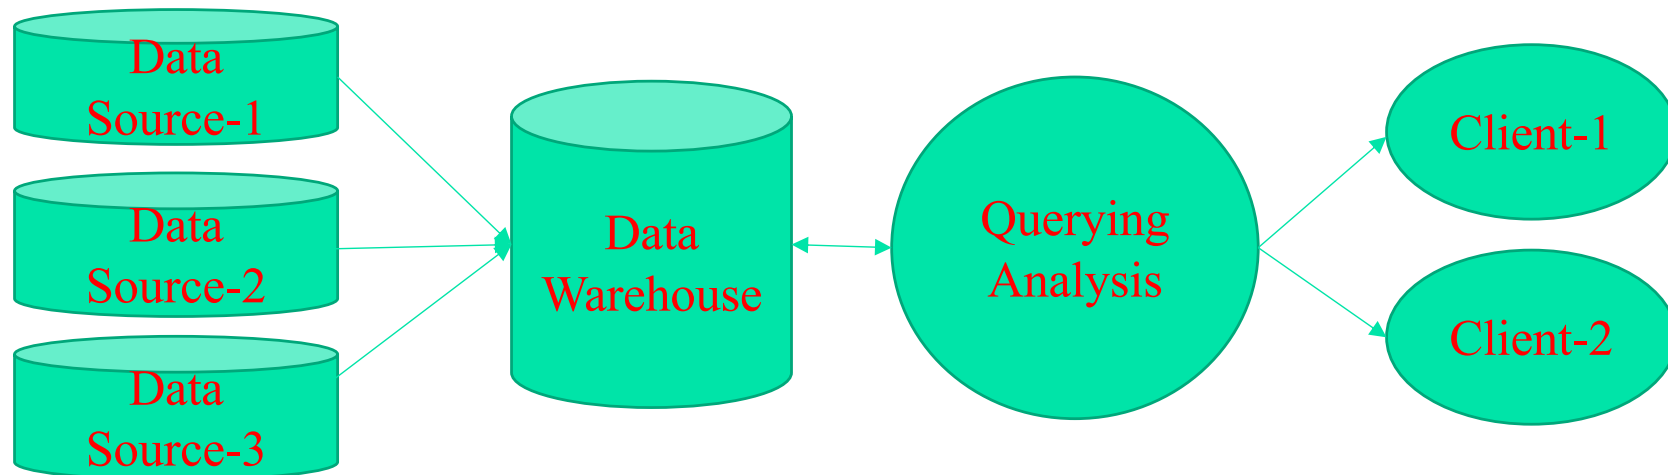 Data
Source-1
Data
Source-2
Data
Source-3
Data
Warehouse
Querying
Analysis
Client-1
Client-2